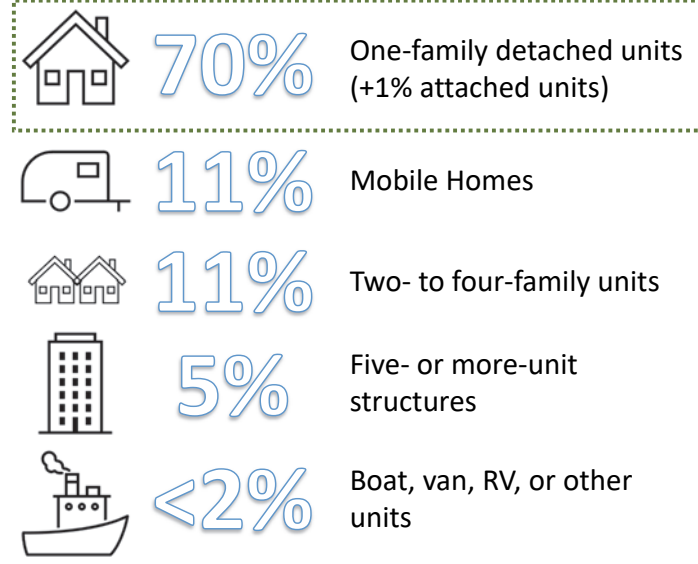 70%
One-family detached units
(+1% attached units)
11%
Mobile Homes
11%
Two- to four-family units
5%
Five- or more-unit
structures
<2%
Boat, van, RV, or other
units